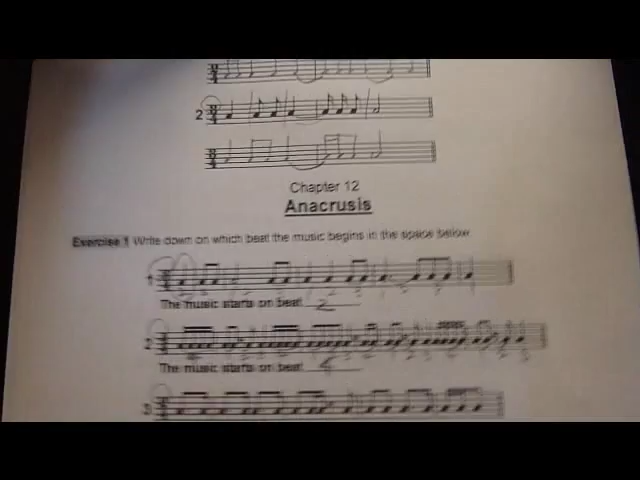 2
Chapter 12
Anacrusis
Exercise 1 Write down on which beat the music begins in the space below
1
The music starts on beat 2
2
The music starts on beat 4
3